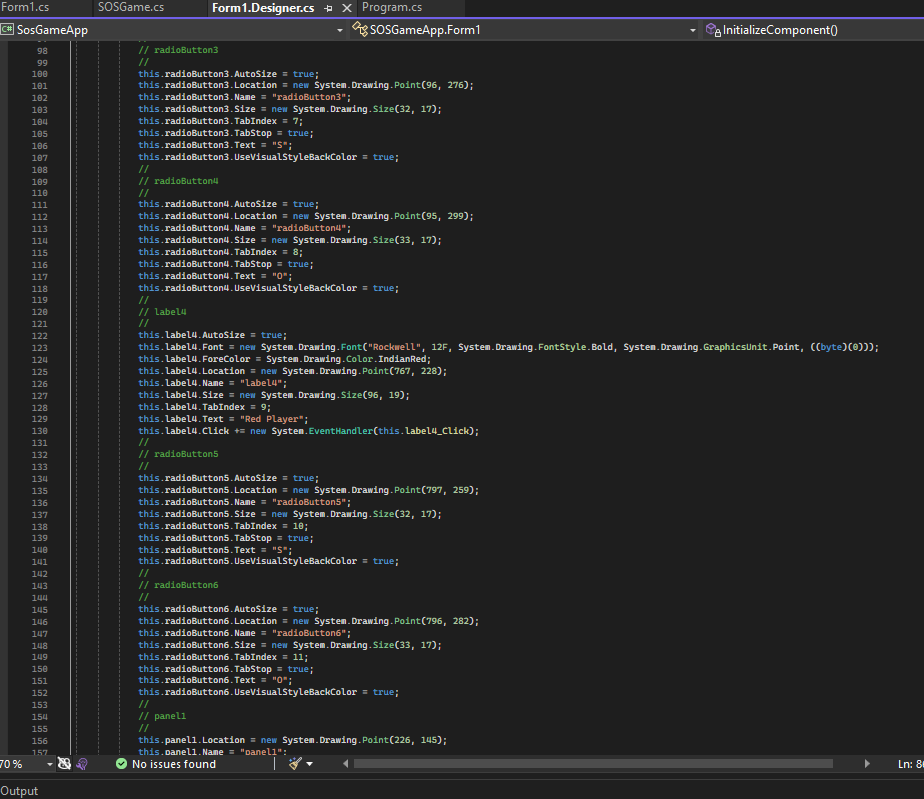 Form1.cs SOSGame.cs Form1.Designer.cs Program.cs
C# SosGameApp SOSGameApp.Form1 InitializeComponent()
98 // radioButton3
99 //
100 this.radioButton3.AutoSize = true;
101 this.radioButton3.Location = new System.Drawing.Point(96, 276);
102 this.radioButton3.Name = "radioButton3";
103 this.radioButton3.Size = new System.Drawing.Size(32, 17);
104 this.radioButton3.TabIndex = 7;
105 this.radioButton3.TabStop = true;
106 this.radioButton3.Text = "S";
107 this.radioButton3.UseVisualStyleBackColor = true;
108 //
109 // radioButton4
110 //
111 this.radioButton4.AutoSize = true;
112 this.radioButton4.Location = new System.Drawing.Point(95, 299);
113 this.radioButton4.Name = "radioButton4";
114 this.radioButton4.Size = new System.Drawing.Size(33, 17);
115 this.radioButton4.TabIndex = 8;
116 this.radioButton4.TabStop = true;
117 this.radioButton4.Text = "O";
118 this.radioButton4.UseVisualStyleBackColor = true;
119 //
120 // label4
121 //
122 this.label4.AutoSize = true;
123 this.label4.Font = new System.Drawing.Font("Rockwell", 12F, System.Drawing.FontStyle.Bold, System.Drawing.GraphicsUnit.Point, ((byte)(0)));
124 this.label4.ForeColor = System.Drawing.Color.IndianRed;
125 this.label4.Location = new System.Drawing.Point(767, 228);
126 this.label4.Name = "label4";
127 this.label4.Size = new System.Drawing.Size(96, 19);
128 this.label4.TabIndex = 9;
129 this.label4.Text = "Red Player";
130 this.label4.Click += new System.EventHandler(this.label4_Click);
131 //
132 // radioButton5
133 //
134 this.radioButton5.AutoSize = true;
135 this.radioButton5.Location = new System.Drawing.Point(797, 259);
136 this.radioButton5.Name = "radioButton5";
137 this.radioButton5.Size = new System.Drawing.Size(32, 17);
138 this.radioButton5.TabIndex = 10;
139 this.radioButton5.TabStop = true;
140 this.radioButton5.Text = "S";
141 this.radioButton5.UseVisualStyleBackColor = true;
142 //
143 // radioButton6
144 //
145 this.radioButton6.AutoSize = true;
146 this.radioButton6.Location = new System.Drawing.Point(796, 282);
147 this.radioButton6.Name = "radioButton6";
148 this.radioButton6.Size = new System.Drawing.Size(33, 17);
149 this.radioButton6.TabIndex = 11;
150 this.radioButton6.TabStop = true;
151 this.radioButton6.Text = "O";
152 this.radioButton6.UseVisualStyleBackColor = true;
153 //
154 // panel1
155 //
156 this.panel1.Location = new System.Drawing.Point(226, 145);
157 this.panel1.Name = "panel1";
70 % No issues found Ln: 86
Output